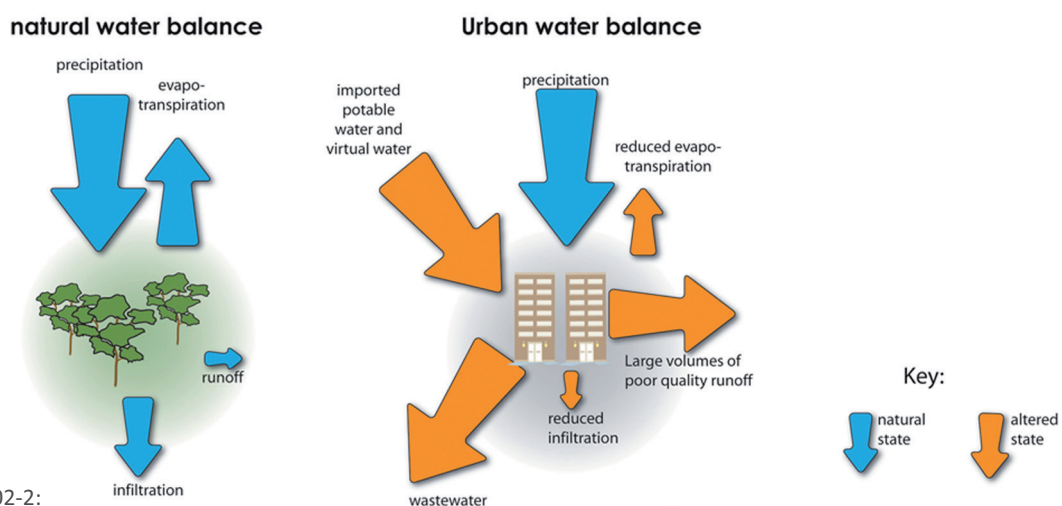 natural water balance
precipitation
evapo-
transpiration
runoff
infiltration
Urban water balance
imported
potable
water and
virtual water
precipitation
reduced evapo-
transpiration
Large volumes of
poor quality runoff
reduced
infiltration
wastewater
Key:
natural
state
altered
state
02-2: